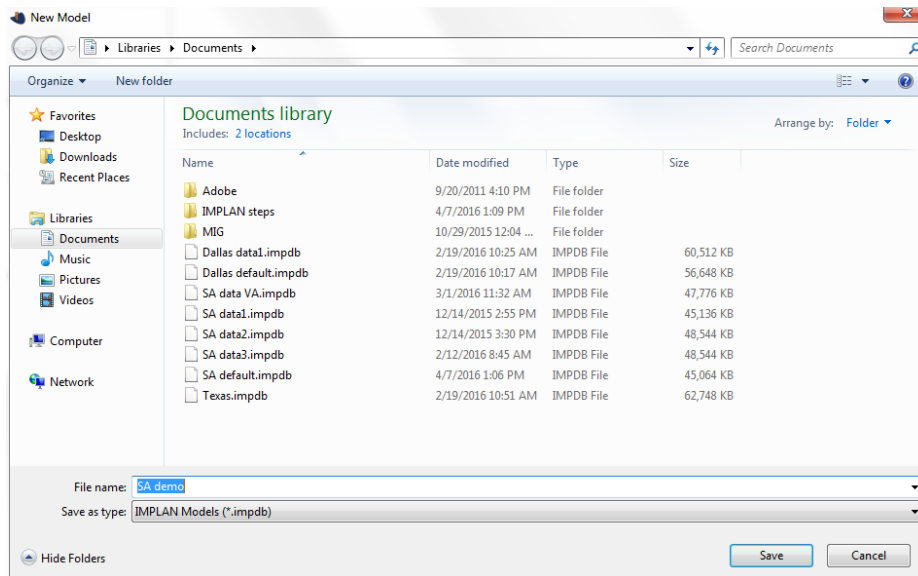 New Model
Libraries Documents Search Documents
Organize New folder
Favorites
Desktop
Downloads
Recent Places
Libraries
Documents
Music
Pictures
Videos
Computer
Network
Documents library
Includes: 2 locations
Arrange by: Folder
Name Date modified Type Size
Adobe 9/20/2011 4:10 PM File folder
IMPLAN steps 4/7/2016 1:09 PM File folder
MIG 10/29/2015 12:04 ... File folder
Dallas data1.impdb 2/19/2016 10:25 AM IMPDB File 60,512 KB
Dallas default.impdb 2/19/2016 10:17 AM IMPDB File 56,648 KB
SA data VA.impdb 3/1/2016 11:32 AM IMPDB File 47,776 KB
SA data1.impdb 12/14/2015 2:55 PM IMPDB File 45,136 KB
SA data2.impdb 12/14/2015 3:30 PM IMPDB File 48,544 KB
SA data3.impdb 2/12/2016 8:45 AM IMPDB File 48,544 KB
SA default.impdb 4/7/2016 1:06 PM IMPDB File 45,064 KB
Texas.impdb 2/19/2016 10:51 AM IMPDB File 62,748 KB
File name: SA demo
Save as type: IMPLAN Models (*.impdb)
Hide Folders Save Cancel